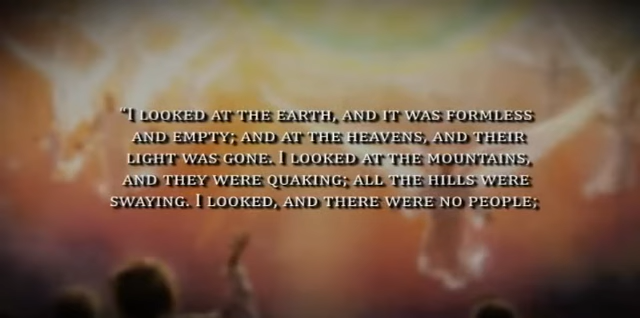 "I LOOKED AT THE EARTH, AND IT WAS FORMLESS
AND EMPTY; AND AT THE HEAVENS, AND THEIR
LIGHT WAS GONE. I LOOKED AT THE MOUNTAINS,
AND THEY WERE QUAKING; ALL THE HILLS WERE
SWAYING. I LOOKED, AND THERE WERE NO PEOPLE;